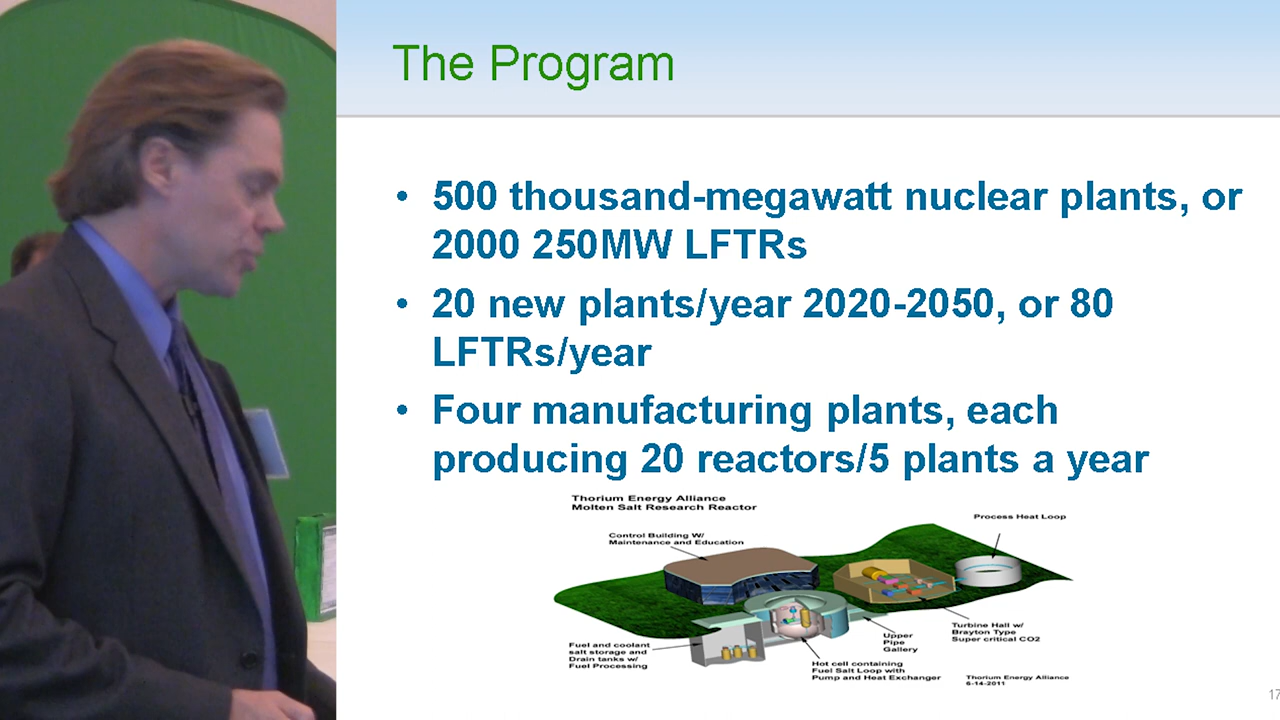 The Program
• 500 thousand-megawatt nuclear plants, or
2000 250MW LFTRs
• 20 new plants/year 2020-2050, or 80
LFTRs/year
• Four manufacturing plants, each
producing 20 reactors/5 plants a year
Thorium Energy Alliance
Molten Salt Research Reactor
Process Heat Loop
Control Building W/
Maintenance and Education
Turbine Hall w/
Brayton Type
Super critical CO2
Upper
Pipe
Gallery
Fuel and coolant
salt storage and
Drain tanks w/
Fuel Processing
Hot cell containing
Fuel Salt Loop with
Pump and Heat Exchanger
Thorium Energy Alliance
6-14-2011
17